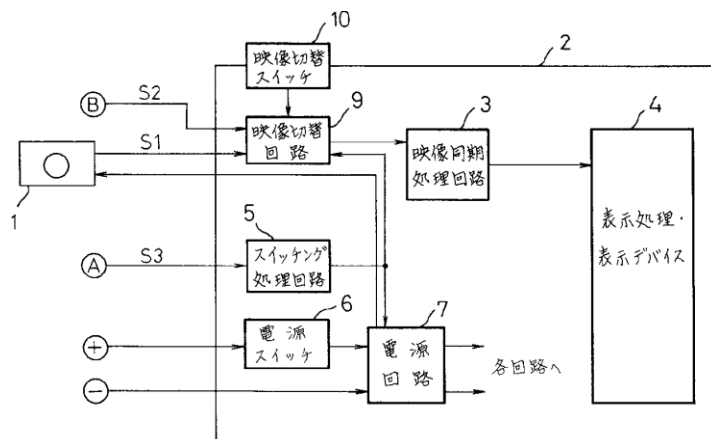 10
映像切替
スイッチ
2
B
S2
9
映像切替
回路
3
映像同期
処理回路
4
表示処理・
表示デバイス
S1
1
5
A
S3
スイッチング
処理回路
6
+
電源
スイッチ
7
電源
回路
各回路へ
−